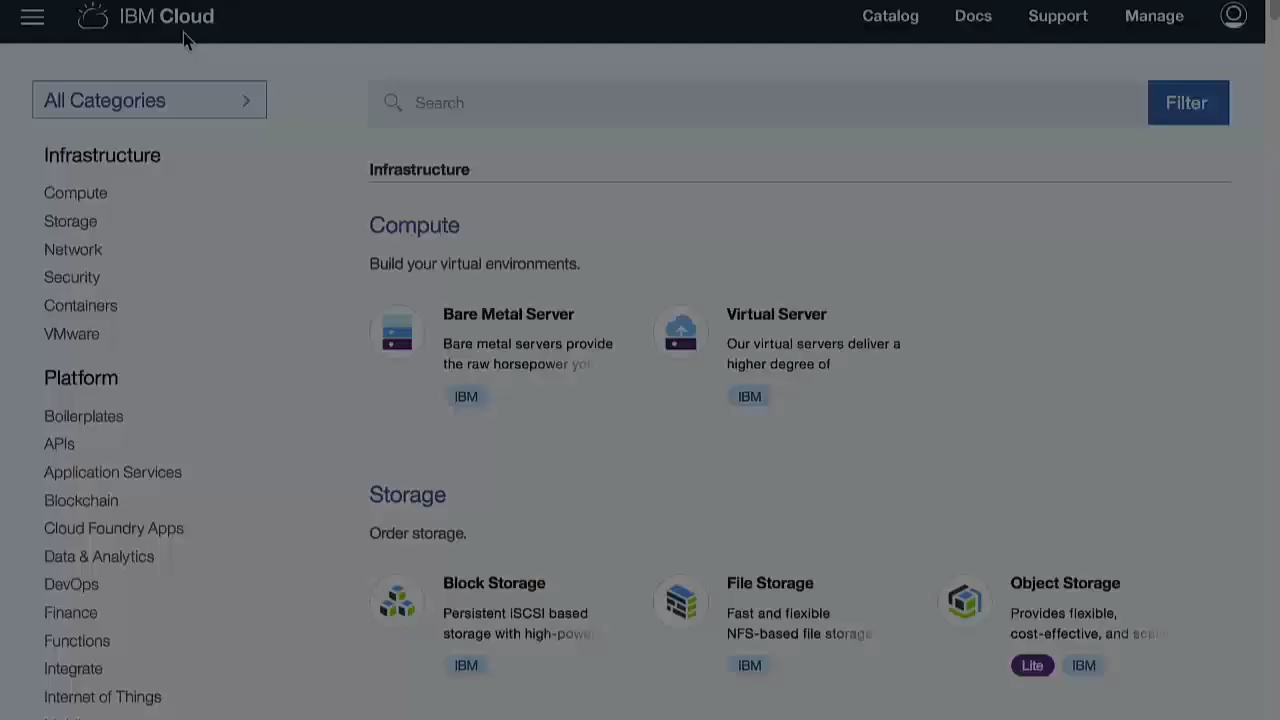 IBM Cloud
Catalog Docs Support Manage
All Categories
Search
Filter
Infrastructure
Compute
Storage
Network
Security
Containers
VMware
Platform
Boilerplates
APIs
Application Services
Blockchain
Cloud Foundry Apps
Data & Analytics
DevOps
Finance
Functions
Integrate
Internet of Things
Infrastructure
Compute
Build your virtual environments.
Bare Metal Server
Bare metal servers provide
the raw horsepower
IBM
Virtual Server
Our virtual servers deliver a
higher degree of
IBM
Storage
Order storage.
Block Storage
Persistent iSCSI based
storage with
IBM
File Storage
Fast and flexible
NFS-based file storage
IBM
Object Storage
Provides flexible,
cost-effective, and
Lite IBM